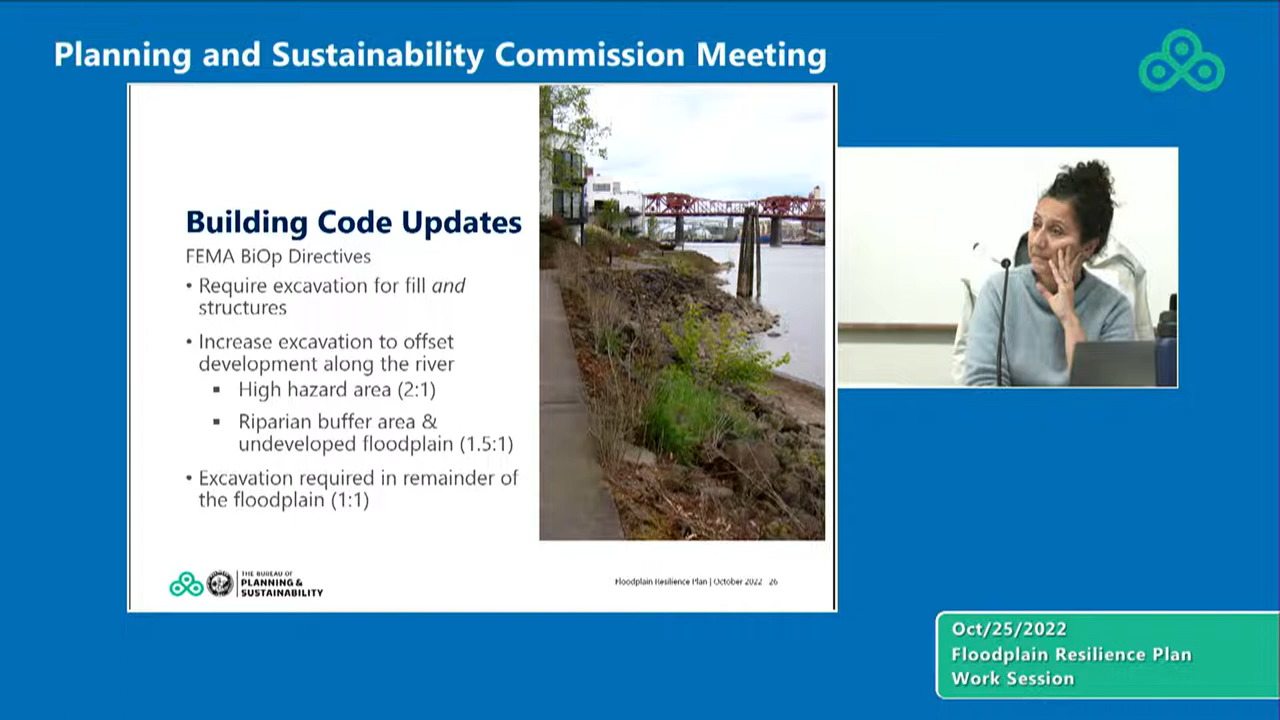 Planning and Sustainability Commission Meeting
Building Code Updates
FEMA BiOp Directives
• Require excavation for fill and
structures
• Increase excavation to offset
development along the river
▪ High hazard area (2:1)
▪ Riparian buffer area &
undeveloped floodplain (1.5:1)
• Excavation required in remainder of
the floodplain (1:1)
THE BUREAU OF
PLANNING &
SUSTAINABILITY
Floodplain Resilience Plan | October 2022 26
Oct/25/2022
Floodplain Resilience Plan
Work Session